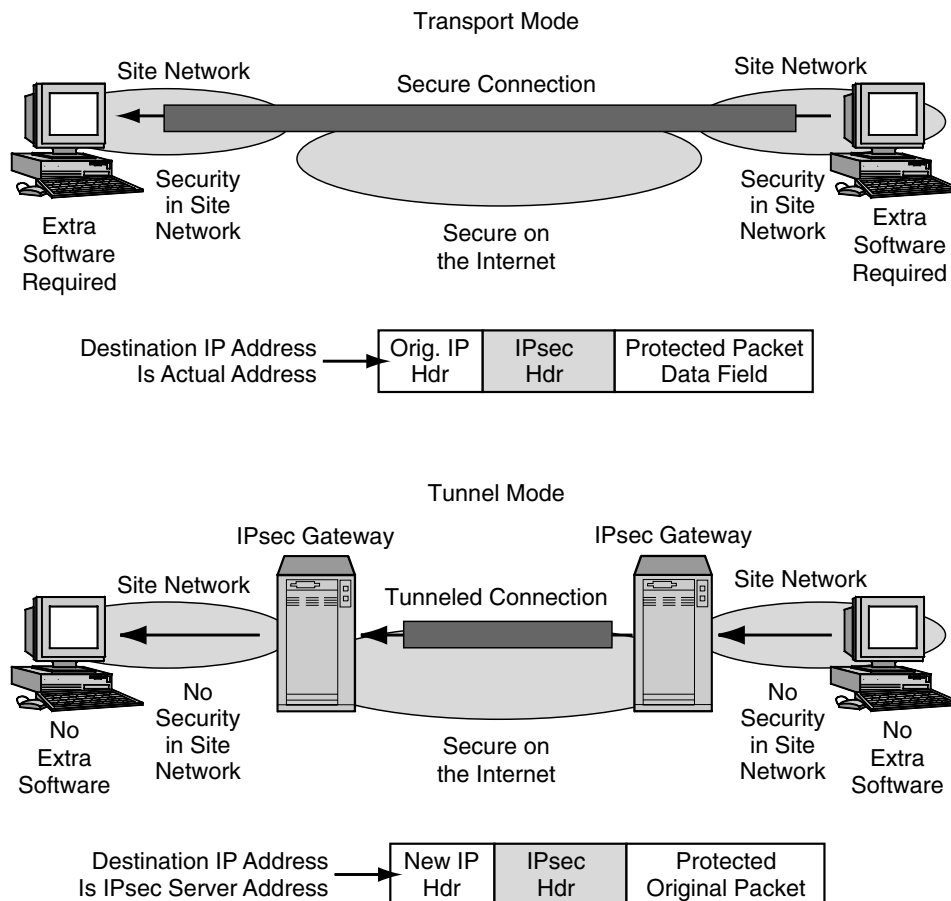 Transport Mode
Site Network
Secure Connection
Site Network
Security
in Site
Network
Security
in Site
Network
Extra
Software
Required
Secure on
the Internet
Extra
Software
Required
Destination IP Address
Is Actual Address
Orig. IP
Hdr
IPsec
Hdr
Protected Packet
Data Field
Tunnel Mode
IPsec Gateway
IPsec Gateway
Site Network
Tunneled Connection
Site Network
No
Extra
Software
No
Security
in Site
Network
Secure on
the Internet
No
Security
in Site
Network
No
Extra
Software
Destination IP Address
Is IPsec Server Address
New IP
Hdr
IPsec
Hdr
Protected
Original Packet